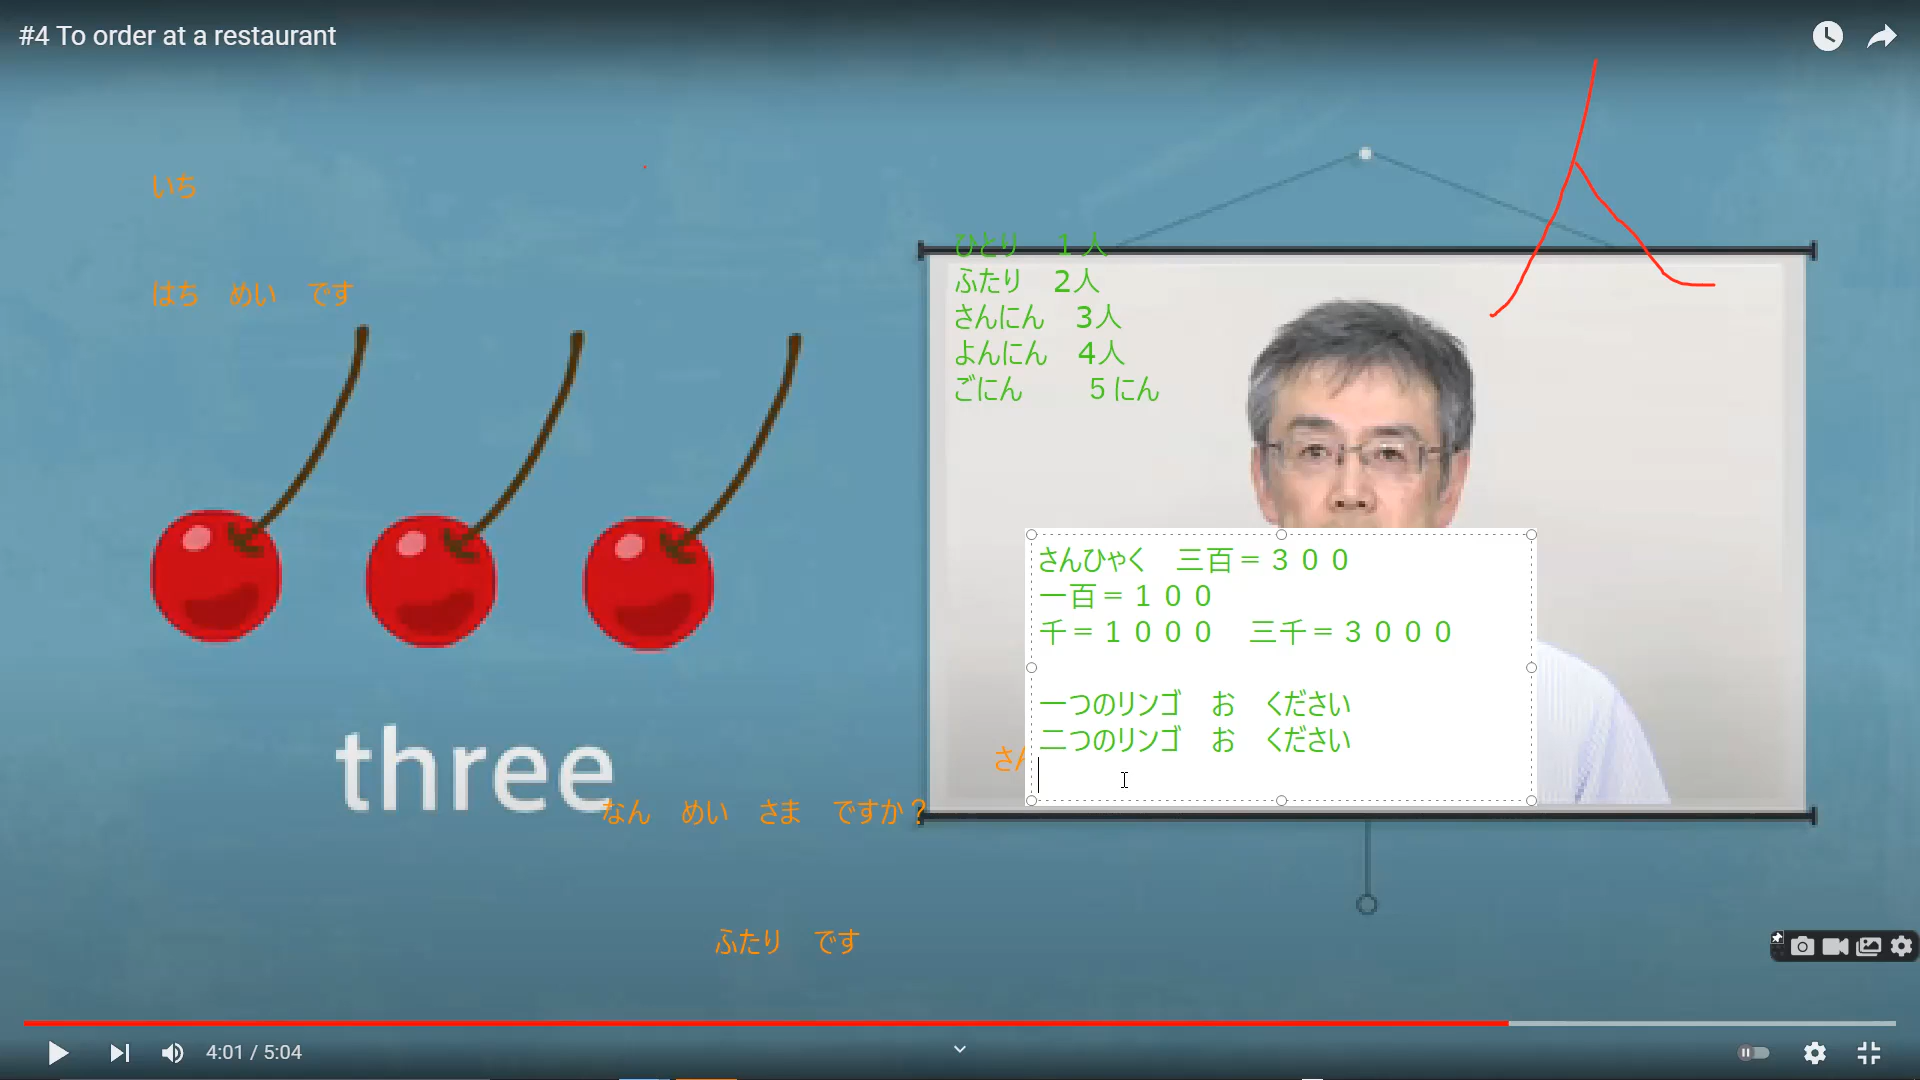 #4 To order at a restaurant
いち
はち　めい　です
ひとり　１人
ふたり　２人
さんにん　３人
よんにん　４人
ごにん　　５にん
さんひゃく　三百＝３００
一百＝１００
千＝１０００　三千＝３０００
一つのリンゴ　お　ください
二つのリンゴ　お　ください
three
さん
なん　めい　さま　ですか？
ふたり　です
4:01 / 5:04